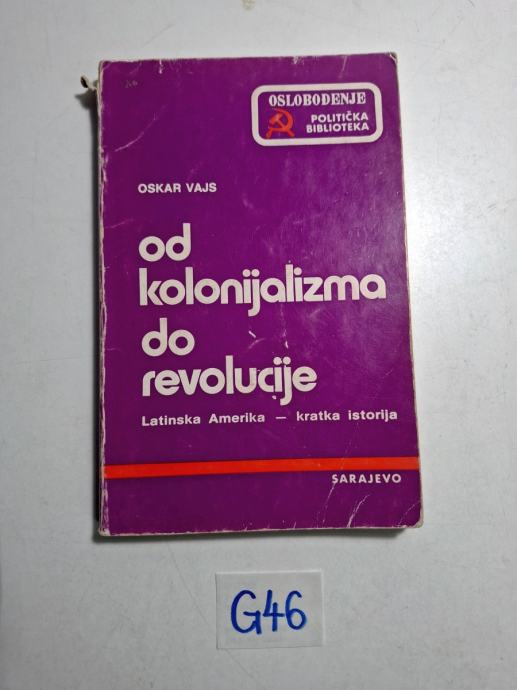 OSLOBOĐENJE
POLITIČKA
BIBLIOTEKA
OSKAR VAJS
od
kolonijalizma
do
revolucije
Latinska Amerika — kratka istorija
SARAJEVO
G46